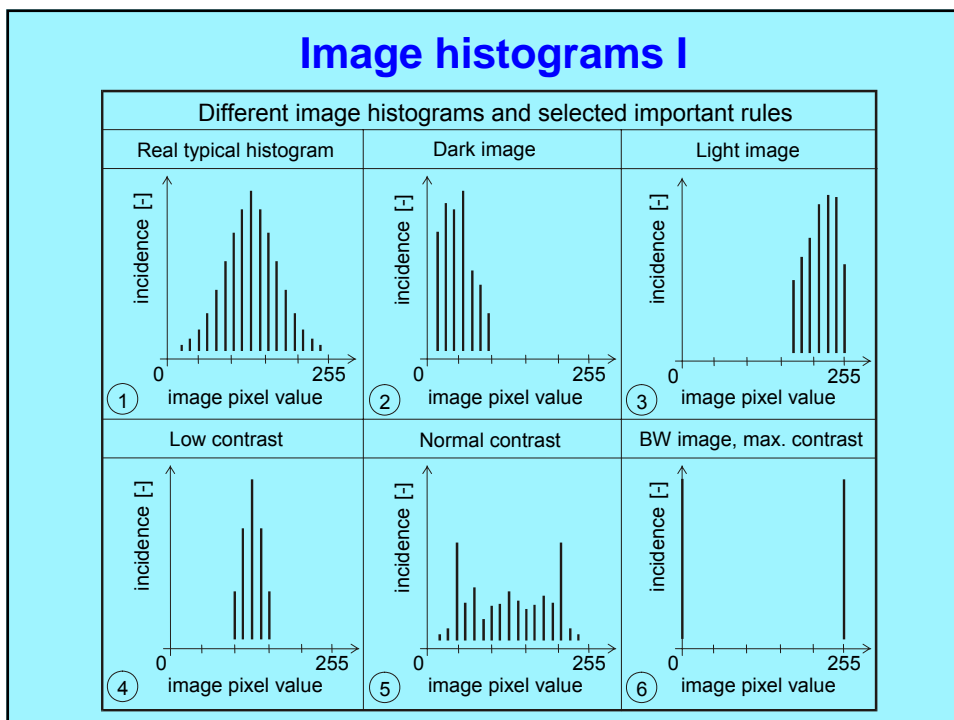 Image histograms I
Different image histograms and selected important rules
Real typical histogram
incidence [-]
0
255
image pixel value
1
Dark image
incidence [-]
0
255
image pixel value
2
Light image
incidence [-]
0
255
image pixel value
3
Low contrast
incidence [-]
0
255
image pixel value
4
Normal contrast
incidence [-]
0
255
image pixel value
5
BW image, max. contrast
incidence [-]
0
255
image pixel value
6